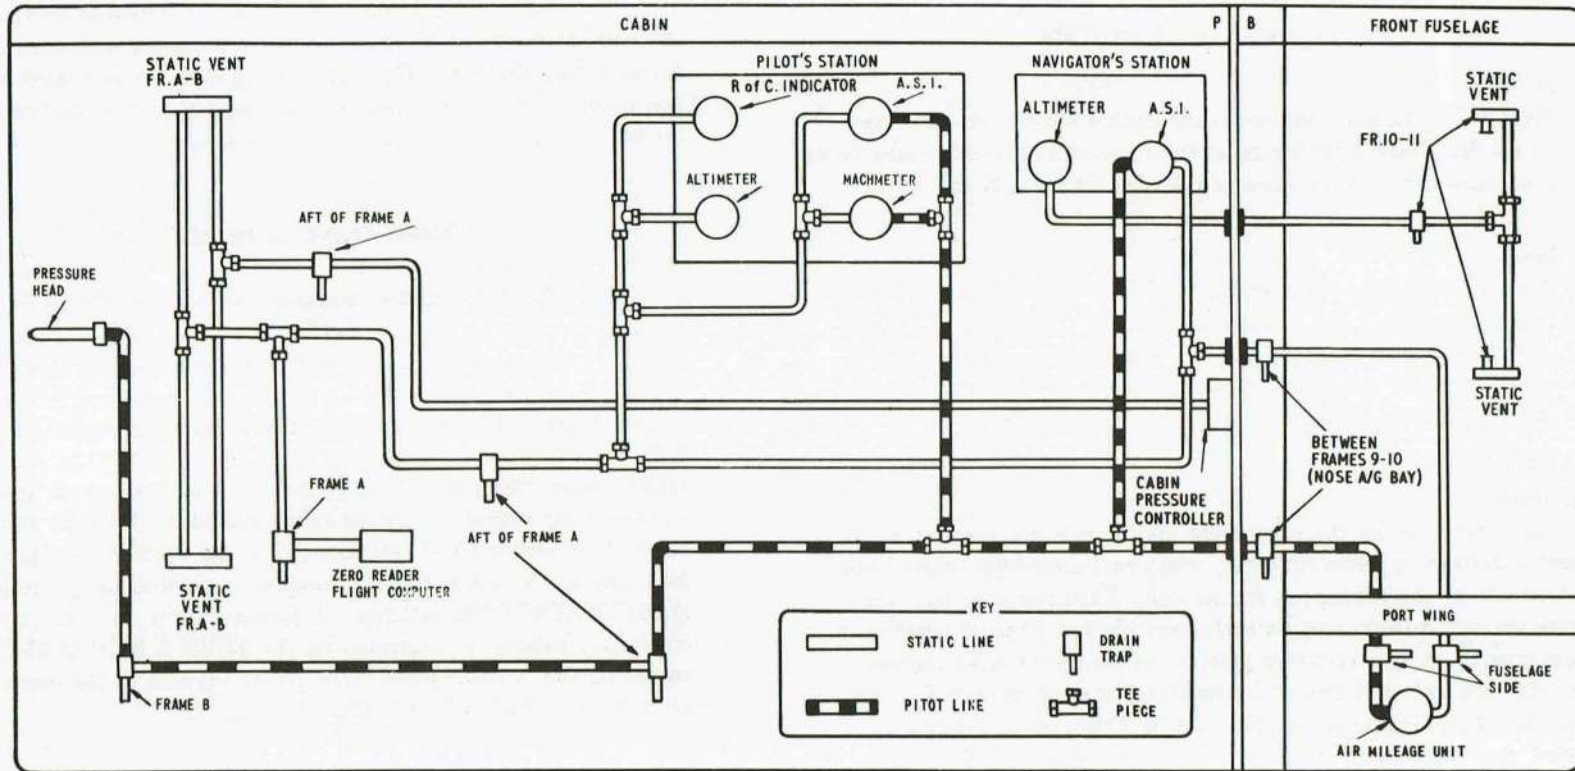 CABIN
P
B
FRONT FUSELAGE
STATIC VENT
FR.A-B
PILOT'S STATION
R of C. INDICATOR
A.S.I.
NAVIGATOR'S STATION
ALTIMETER
A.S.I.
STATIC
VENT
FR.10-11
ALTIMETER
MACHMETER
AFT OF FRAME A
PRESSURE
HEAD
STATIC
VENT
BETWEEN
FRAMES 9-10
(NOSE A/G BAY)
CABIN
PRESSURE
CONTROLLER
FRAME A
AFT OF FRAME A
ZERO READER
FLIGHT COMPUTER
STATIC
VENT
FR.A-B
KEY
STATIC LINE
DRAIN
TRAP
PITOT LINE
TEE
PIECE
PORT WING
FUSELAGE
SIDE
FRAME B
AIR MILEAGE UNIT